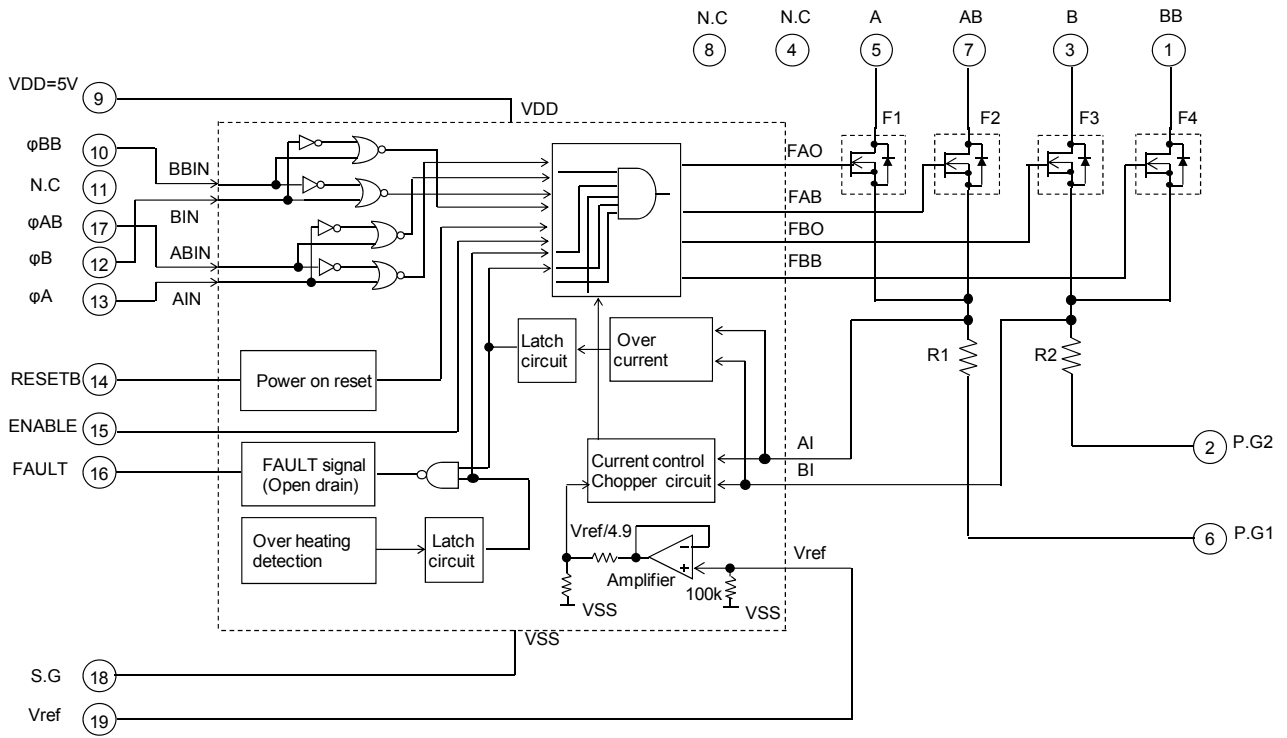 N.C
N.C
A
AB
B
BB
8
4
5
7
3
1
VDD=5V
9
VDD
F1
F2
F3
F4
φBB
10
BBIN
FAO
N.C
11
BIN
FAB
φAB
17
ABIN
FBO
φB
12
FBB
φA
13
AIN
Latch
circuit
Over
current
R1
R2
RESETB
14
Power on reset
ENABLE
15
AI
2
P.G2
FAULT
16
FAULT signal
(Open drain)
Current control
Chopper circuit
BI
Over heating
detection
Latch
circuit
Vref/4.9
Vref
6
P.G1
−
+
Amplifier
100k
VSS
VSS
VSS
S.G
18
Vref
19